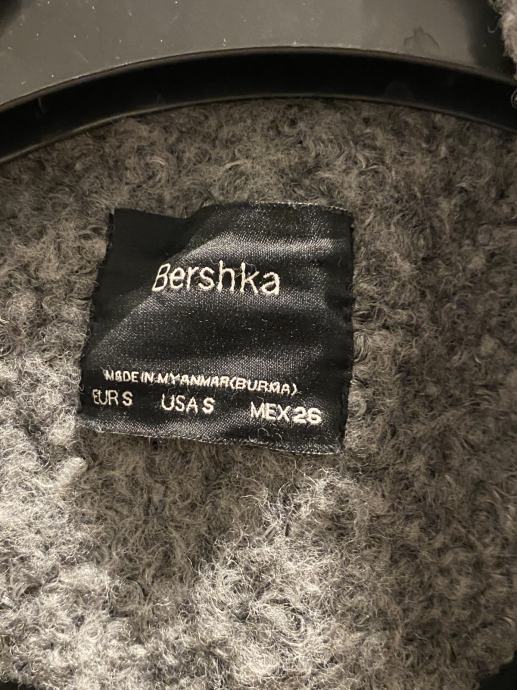 Bershka
MADE IN MYANMAR(BURMA)
EUR S USA S MEX 26